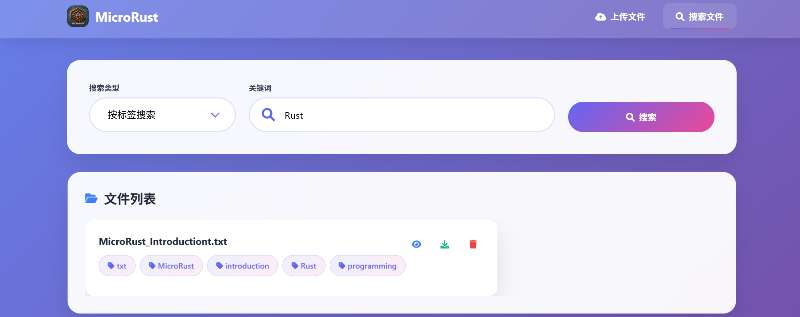 MicroRust
上传文件
搜索文件
搜索类型
关键词
按标签搜索
Rust
搜索
文件列表
MicroRust_Introductiont.txt
txt
MicroRust
introduction
Rust
programming